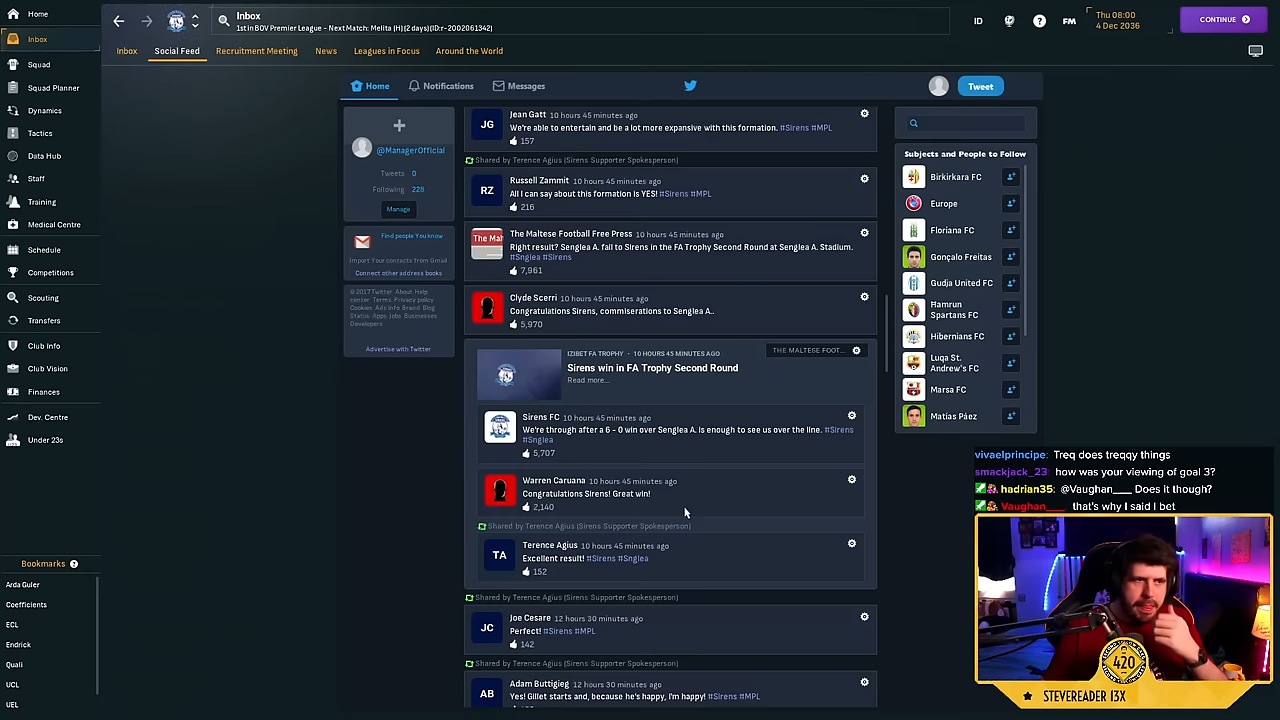 Home
Inbox
1st in BOV Premier League - Next Match: Melita (H) (2 days)(ID:r-2002061342)
ID
FM
Thu 08:00
4 Dec 2036
CONTINUE
Inbox
Squad
Squad Planner
Dynamics
Tactics
Data Hub
Staff
Training
Medical Centre
Schedule
Competitions
Scouting
Transfers
Club Info
Club Vision
Finances
Dev. Centre
Under 23s
Bookmarks
Arda Guler
Coefficients
ECL
Endrick
Quali
UCL
UEL
Inbox
Social Feed
Recruitment Meeting
News
Leagues in Focus
Around the World
Home
Notifications
Messages
Tweet
@ManagerOfficial
Tweets 0
Following 228
Manage
Find people You know
Import Your contacts from Gmail
Connect other address books
© 2017 Twitter About Help
center Terms Privacy policy
Cookies Ads info Brand Blog
Status Apps Jobs Businesses
Developers
Advertise with Twitter
JG
Jean Gatt 10 hours 45 minutes ago
We're able to entertain and be a lot more expansive with this formation. #Sirens #MPL
157
Shared by Terence Agius (Sirens Supporter Spokesperson)
RZ
Russell Zammit 10 hours 45 minutes ago
All I can say about this formation is YES! #Sirens #MPL
216
The Mal
The Maltese Football Free Press 10 hours 45 minutes ago
Right result? Senglea A. fall to Sirens in the FA Trophy Second Round at Senglea A. Stadium.
#Snglea #Sirens
7,961
Clyde Scerri 10 hours 45 minutes ago
Congratulations Sirens, commiserations to Senglea A..
5,970
IZIBET FA TROPHY - 10 HOURS 45 MINUTES AGO
THE MALTESE FOOT...
Sirens win in FA Trophy Second Round
Read more...
Sirens FC 10 hours 45 minutes ago
We're through after a 6 - 0 win over Senglea A. is enough to see us over the line. #Sirens
#Snglea
5,707
Warren Caruana 10 hours 45 minutes ago
Congratulations Sirens! Great win!
2,140
Shared by Terence Agius (Sirens Supporter Spokesperson)
TA
Terence Agius 10 hours 45 minutes ago
Excellent result! #Sirens #Snglea
152
Shared by Terence Agius (Sirens Supporter Spokesperson)
JC
Joe Cesare 12 hours 30 minutes ago
Perfect! #Sirens #MPL
142
Shared by Terence Agius (Sirens Supporter Spokesperson)
AB
Adam Buttigieg 12 hours 30 minutes ago
Yes! Gillet starts and, because he's happy, I'm happy! #Sirens #MPL
Subjects and People to Follow
Birkirkara FC
Europe
Floriana FC
Gonçalo Freitas
Gudja United FC
Hamrun
Spartans FC
Hibernians FC
Luqa St.
Andrew's FC
Marsa FC
Matias Páez
vivaelprincipe: Treq does treqqy things
smackjack_23: how was your viewing of goal 3?
hadrian35: @Vaughan___ Does it though?
Vaughan___: that's why I said I bet
420
STEVEREADER 13X